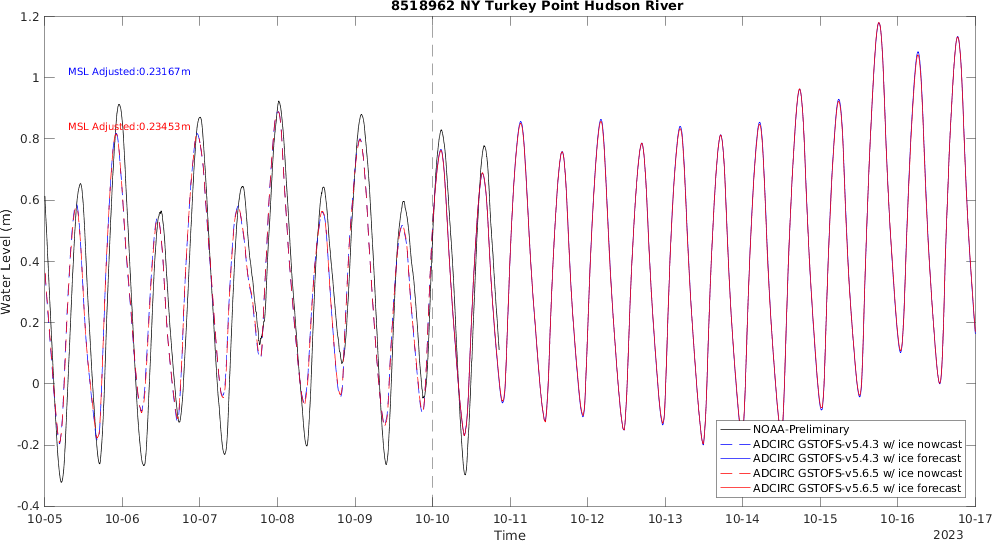 8518962 NY Turkey Point Hudson River
1.2
1
0.8
0.6
0.4
0.2
0
-0.2
-0.4
Water Level (m)
MSL Adjusted:0.23167m
MSL Adjusted:0.23453m
NOAA-Preliminary
ADCIRC GSTOFS-v5.4.3 w/ ice nowcast
ADCIRC GSTOFS-v5.4.3 w/ ice forecast
ADCIRC GSTOFS-v5.6.5 w/ ice nowcast
ADCIRC GSTOFS-v5.6.5 w/ ice forecast
10-05 10-06 10-07 10-08 10-09 10-10 10-11 10-12 10-13 10-14 10-15 10-16 10-17
Time
2023